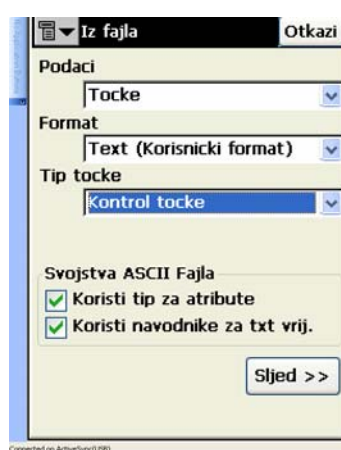 Iz fajla
Otkazi
Podaci
Tocke
Format
Text (Korisnicki format)
Tip tocke
Kontrol tocke
Svojstva ASCII Fajla
Koristi tip za atribute
Koristi navodnike za txt vrij.
Sljed >>